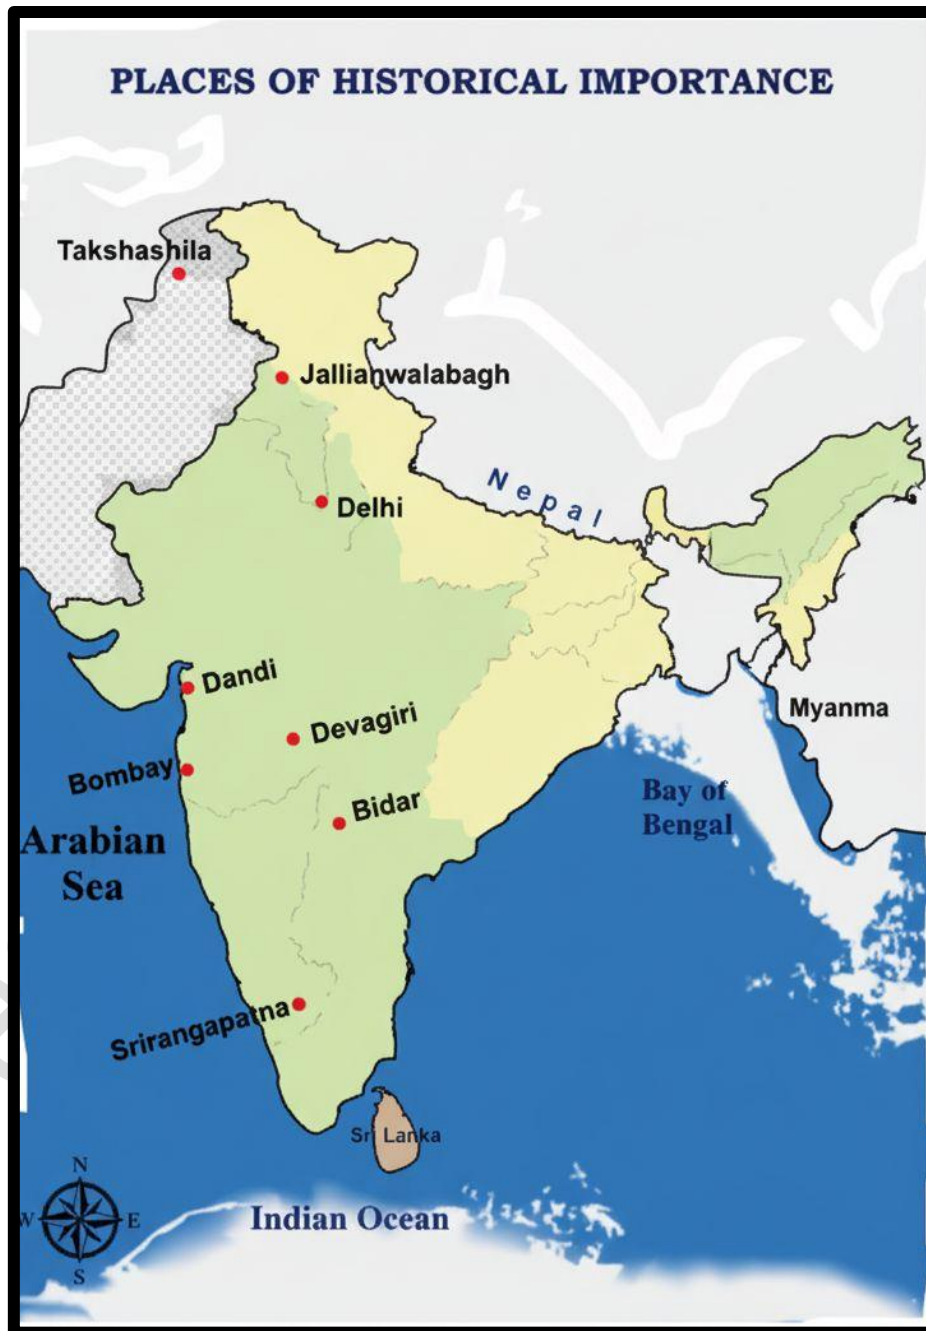 PLACES OF HISTORICAL IMPORTANCE
Takshashila
Jallianwalabagh
Nepal
Delhi
Dandi
Devagiri
Myanma
Bombay
Bidar
Bay of
Bengal
Arabian
Sea
Srirangapatna
Sri Lanka
N
W
E
S
Indian Ocean